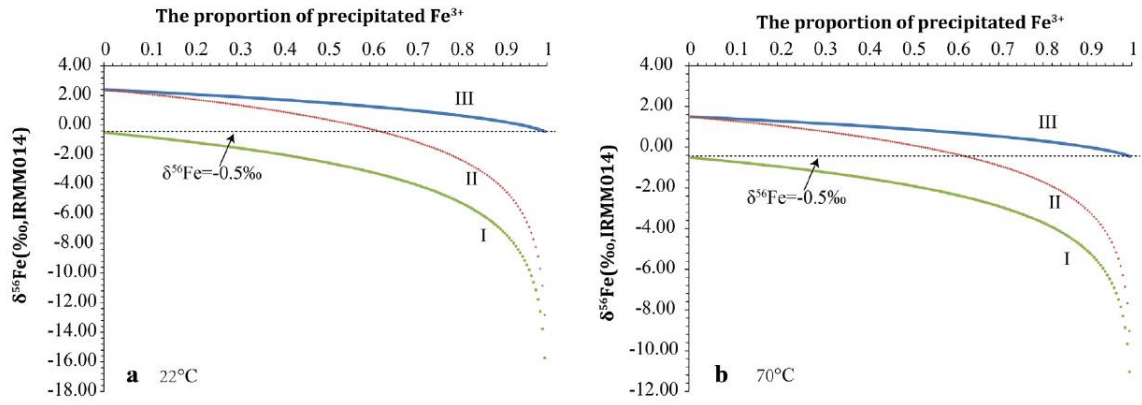 The proportion of precipitated Fe³⁺
0 0.1 0.2 0.3 0.4 0.5 0.6 0.7 0.8 0.9 1
4.00
2.00
0.00
-2.00
-4.00
-6.00
-8.00
-10.00
-12.00
-14.00
-16.00
-18.00
δ⁵⁶Fe(‰,IRMM014)
III
δ⁵⁶Fe=-0.5‰
II
I
a 22°C
The proportion of precipitated Fe³⁺
0 0.1 0.2 0.3 0.4 0.5 0.6 0.7 0.8 0.9 1
4.00
2.00
0.00
-2.00
-4.00
-6.00
-8.00
-10.00
-12.00
δ⁵⁶Fe(‰,IRMM014)
III
δ⁵⁶Fe=-0.5‰
II
I
b 70°C